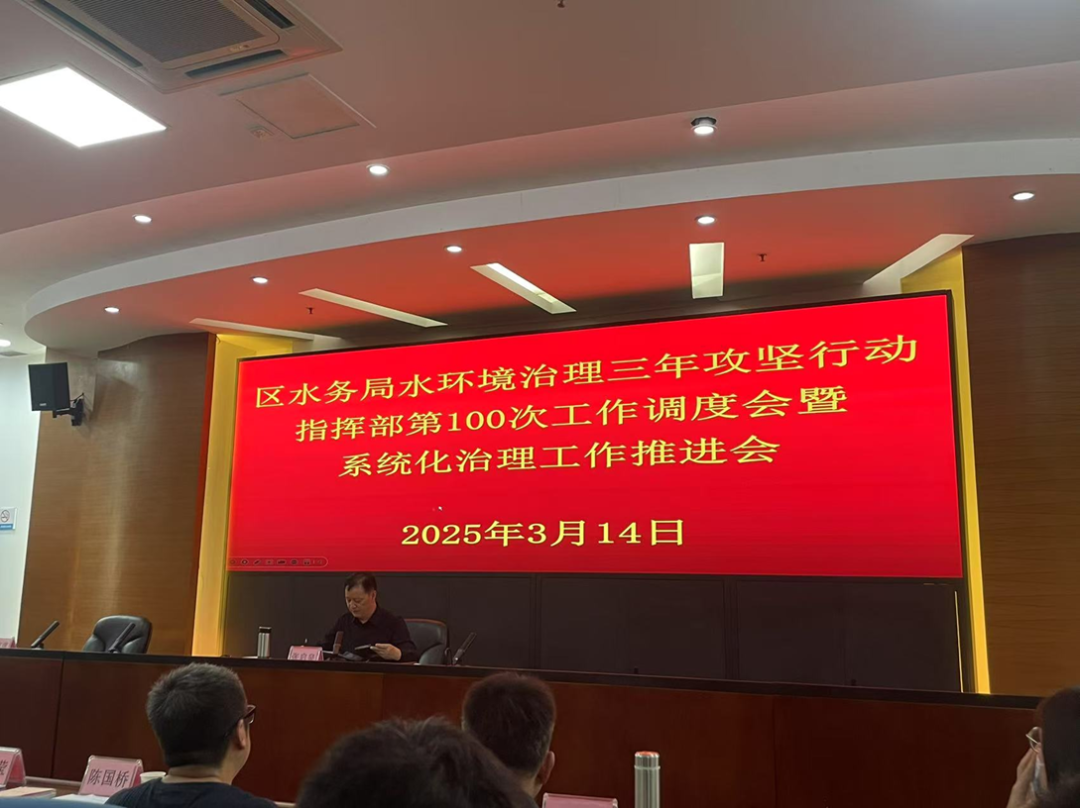 区水务局水环境治理三年攻坚行动
指挥部第100次工作调度会暨
系统化治理工作推进会
2025年3月14日
陈国桥